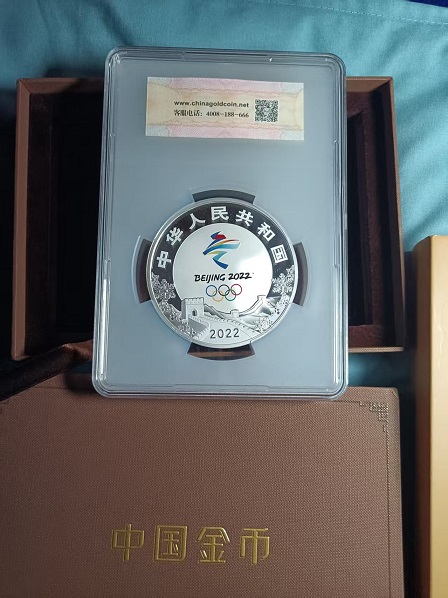 www.chinagoldcoin.net
客服电话：4008-188-666
中华人民共和国
BEIJING 2022
2022
中国金币